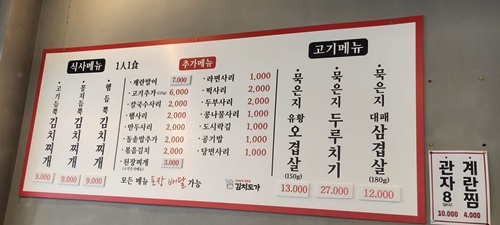 식사메뉴 1人1食
고기듬뿍 김치찌개
9.000
꽁치듬뿍 김치찌개
9.000
햄듬뿍 김치찌개
9.000
추가메뉴
·계란말이 7.000
·고기추가 6,000
·칼국수사리 2,000
·햄사리 2,000
·만두사리 2,000
·돌솥밥추가 2,000
·볶음김치 2,000
·된장찌개 3.000
·라면사리 1,000
·떡사리 2,000
·두부사리 2,000
·콩나물사리 1,000
·도시락김 1,000
·공기밥 1,000
·당면사리 1,000
모든 메뉴 포장 배달 가능
김치도가
고기메뉴
·묵은지 유황 오겹살
(150g)
13.000
·묵은지 두루치기
27.000
·묵은지 대패 삼겹살
(180g)
12.000
관자 8
10.000
계란찜
4.000